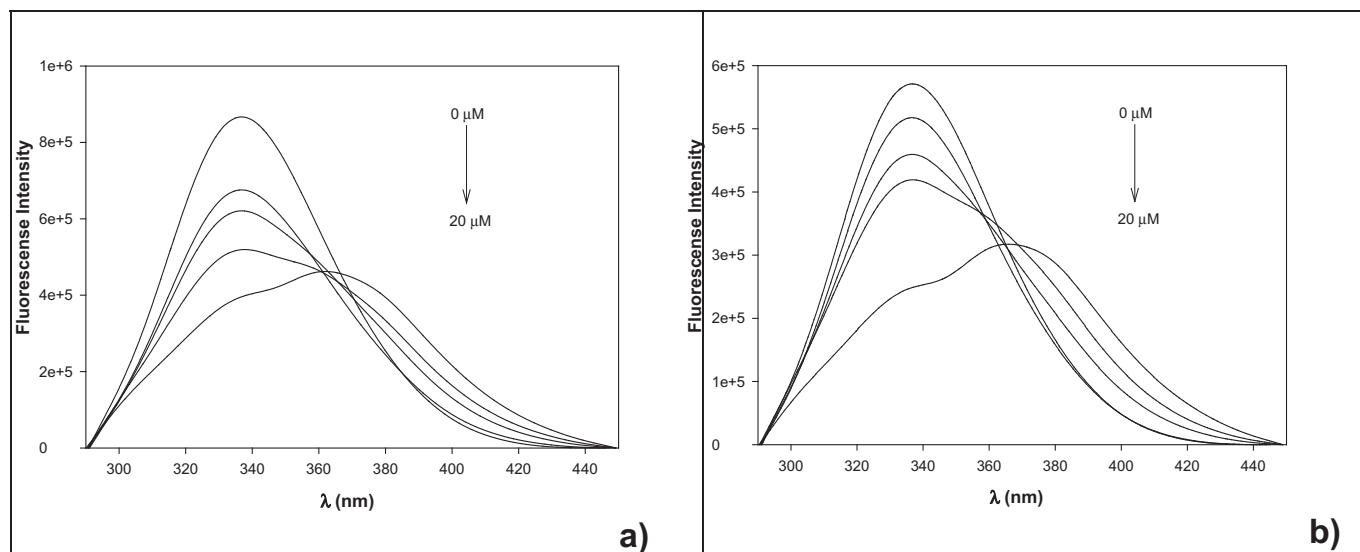 1e+6
8e+5
6e+5
4e+5
2e+5
0
Fluorescense Intensity
0 μM
20 μM
300 320 340 360 380 400 420 440
λ (nm)
a)
6e+5
5e+5
4e+5
3e+5
2e+5
1e+5
0
Fluorescense Intensity
0 μM
20 μM
300 320 340 360 380 400 420 440
λ (nm)
b)